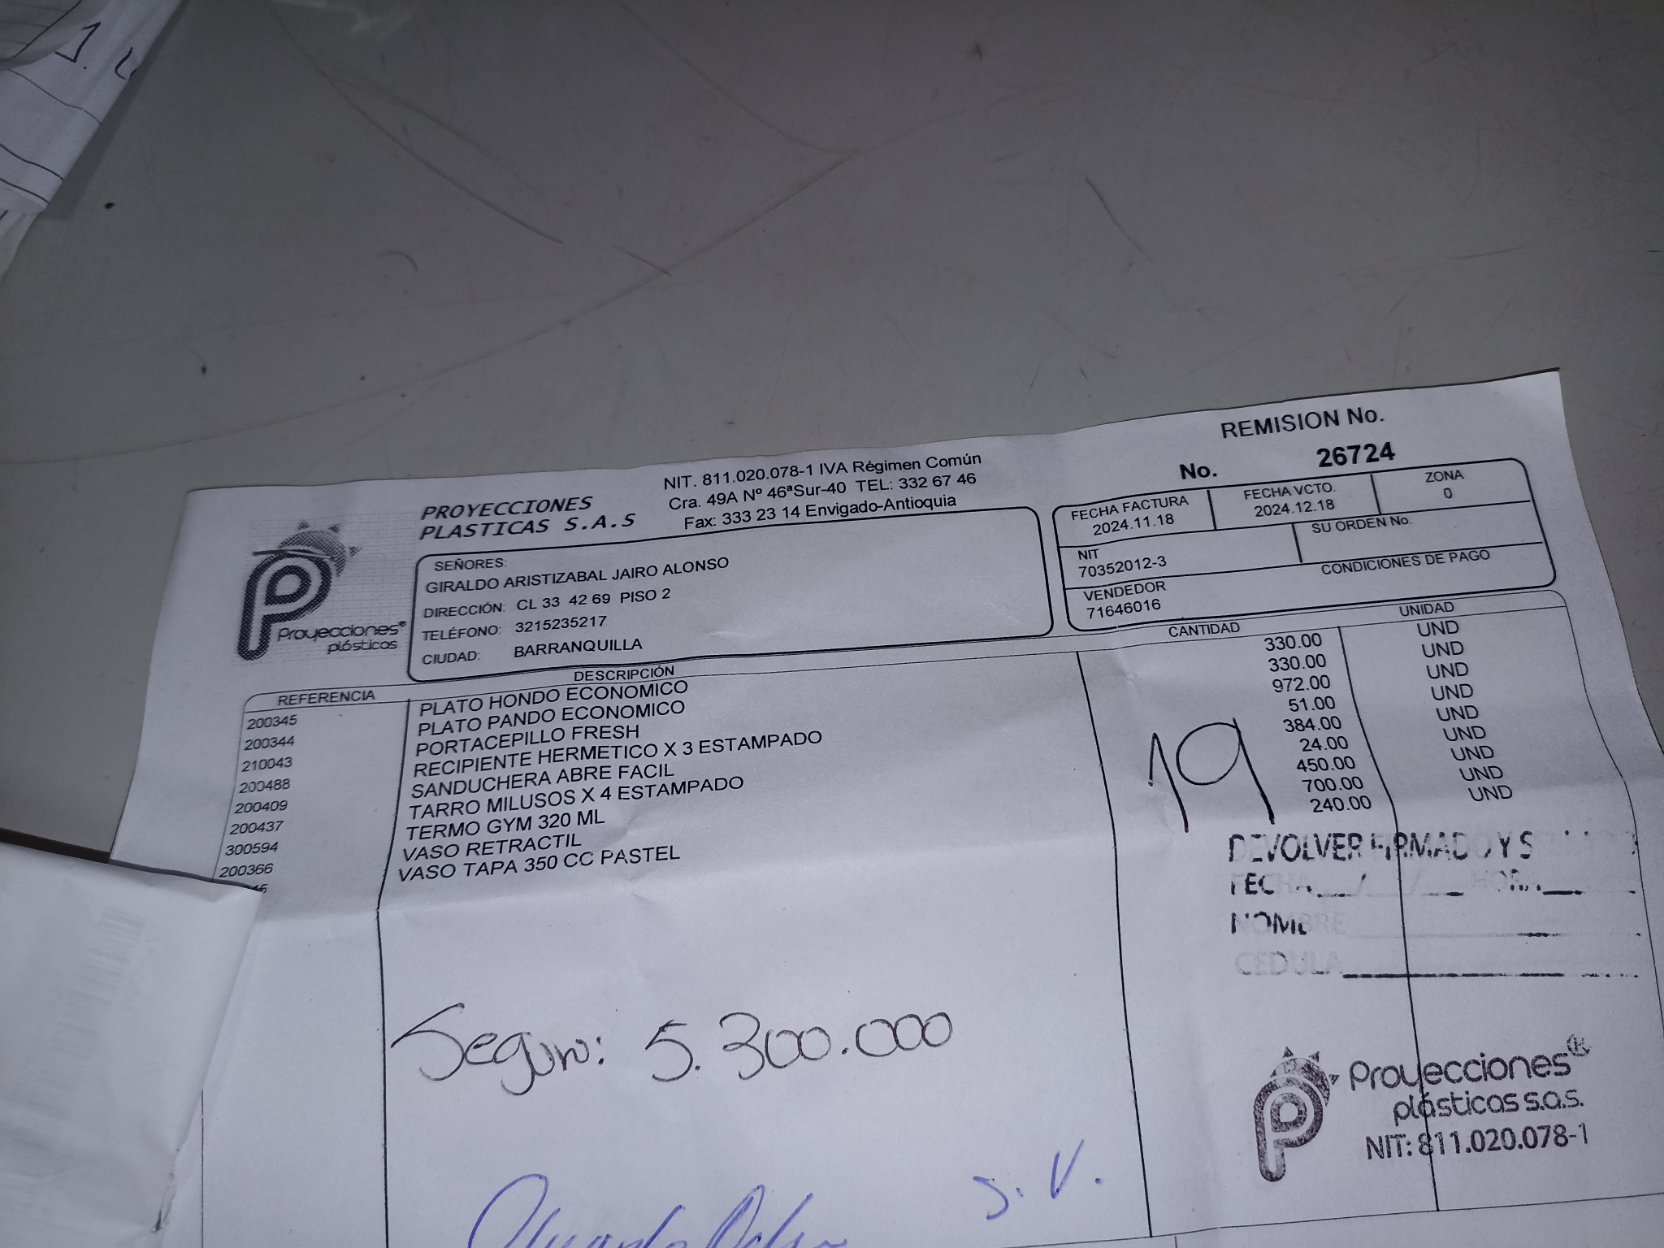 REMISION No.
No. 26724
PROYECCIONES
PLASTICAS S.A.S
NIT. 811.020.078-1 IVA Régimen Común
Cra. 49A Nº 46ªSur-40 TEL: 332 67 46
Fax: 333 23 14 Envigado-Antioquia
FECHA FACTURA
2024.11.18
FECHA VCTO.
2024.12.18
ZONA
0
NIT
70352012-3
SU ORDEN No.
VENDEDOR
71646016
CONDICIONES DE PAGO
Proyecciones®
plásticas
SEÑORES:
GIRALDO ARISTIZABAL JAIRO ALONSO
DIRECCIÓN: CL 33 42 69 PISO 2
TELÉFONO: 3215235217
CIUDAD: BARRANQUILLA
REFERENCIA DESCRIPCIÓN CANTIDAD UNIDAD
200345 PLATO HONDO ECONOMICO 330.00 UND
200344 PLATO PANDO ECONOMICO 330.00 UND
210043 PORTACEPILLO FRESH 972.00 UND
200488 RECIPIENTE HERMETICO X 3 ESTAMPADO 51.00 UND
200409 SANDUCHERA ABRE FACIL 384.00 UND
200437 TARRO MILUSOS X 4 ESTAMPADO 24.00 UND
300594 TERMO GYM 320 ML 450.00 UND
200366 VASO RETRACTIL 700.00 UND
VASO TAPA 350 CC PASTEL 240.00 UND
19
DEVOLVER FIRMADO Y S
FECHA / / HORA
NOMBRE
CEDULA
Seguro: 5.300.000
Proyecciones®
plásticas s.a.s.
NIT: 811.020.078-1
J. V.